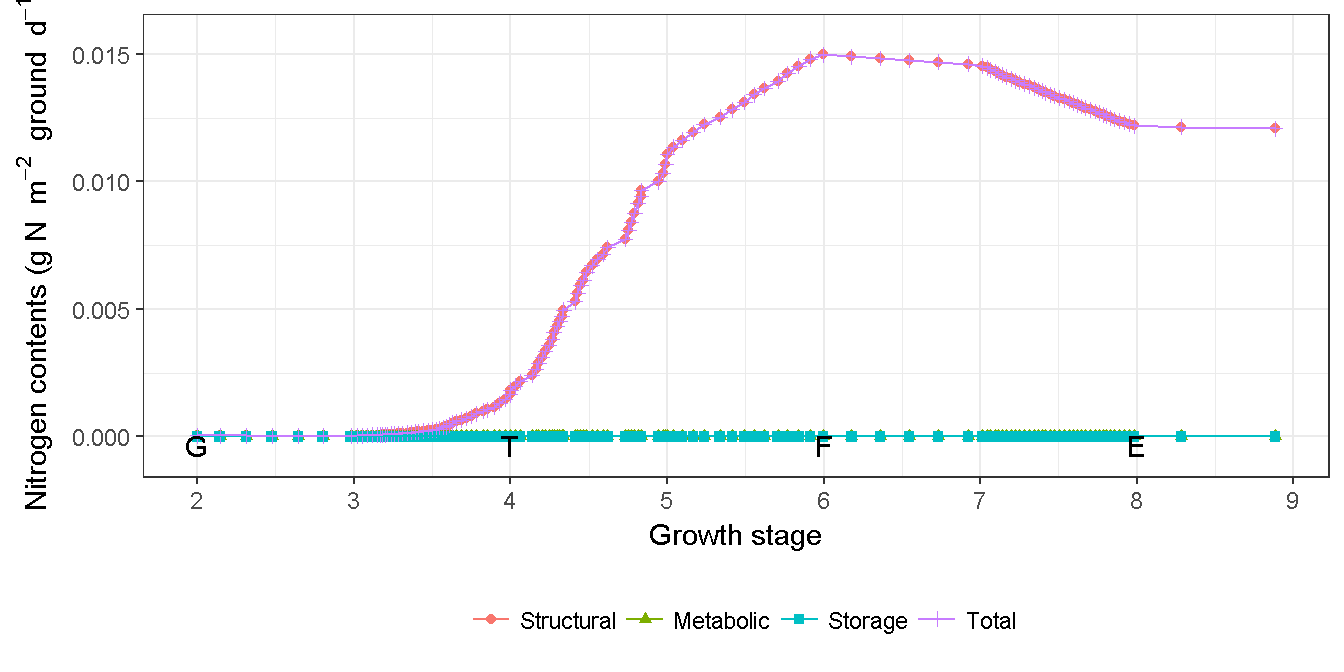 Nitrogen contents (g N m⁻² ground d⁻¹
0.015
0.010
0.005
0.000
G T F E
2 3 4 5 6 7 8 9
Growth stage
Structural Metabolic Storage Total